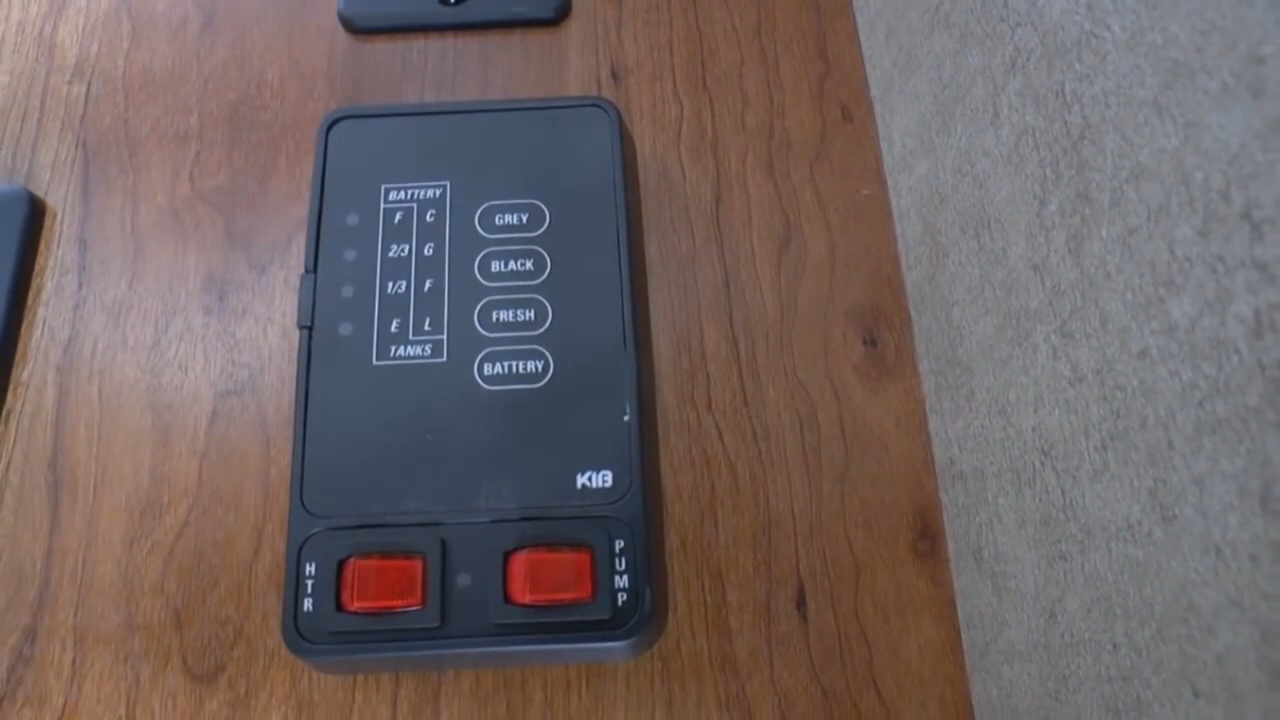 BATTERY
F C
2/3 G
1/3 F
E L
TANKS
GREY
BLACK
FRESH
BATTERY
KIB
HTR
PUMP